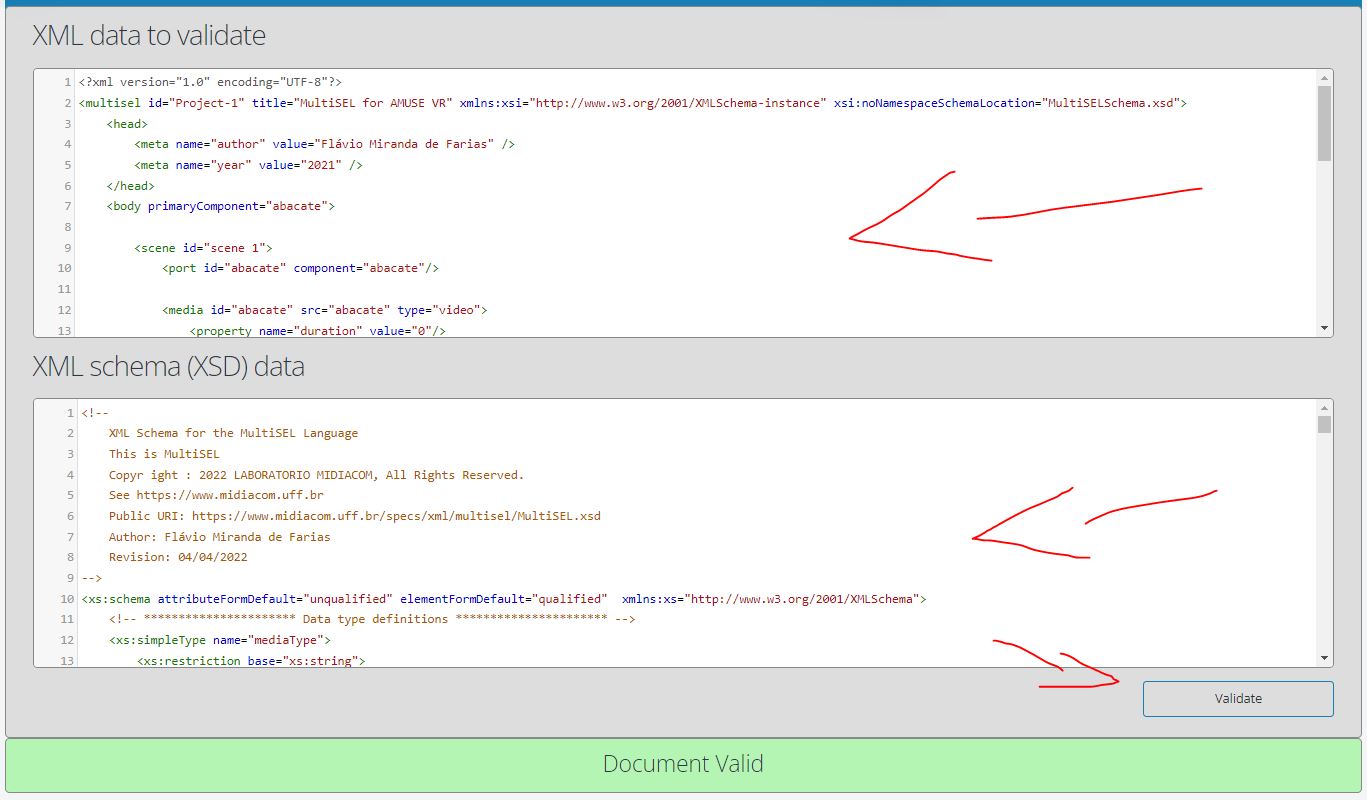 XML data to validate
1 <?xml version="1.0" encoding="UTF-8"?>
2 <multisel id="Project-1" title="MultiSEL for AMUSE VR" xmlns:xsi="http://www.w3.org/2001/XMLSchema-instance" xsi:noNamespaceSchemaLocation="MultiSELSchema.xsd">
3 <head>
4 <meta name="author" value="Flávio Miranda de Farias" />
5 <meta name="year" value="2021" />
6 </head>
7 <body primaryComponent="abacate">
8
9 <scene id="scene 1">
10 <port id="abacate" component="abacate"/>
11
12 <media id="abacate" src="abacate" type="video">
13 <property name="duration" value="0"/>
XML schema (XSD) data
1 <!--
2 XML Schema for the MultiSEL Language
3 This is MultiSEL
4 Copyr ight : 2022 LABORATORIO MIDIACOM, All Rights Reserved.
5 See https://www.midiacom.uff.br
6 Public URI: https://www.midiacom.uff.br/specs/xml/multisel/MultiSEL.xsd
7 Author: Flávio Miranda de Farias
8 Revision: 04/04/2022
9 -->
10 <xs:schema attributeFormDefault="unqualified" elementFormDefault="qualified" xmlns:xs="http://www.w3.org/2001/XMLSchema">
11 <!-- ********************** Data type definitions ********************** -->
12 <xs:simpleType name="mediaType">
13 <xs:restriction base="xs:string">
Validate
Document Valid